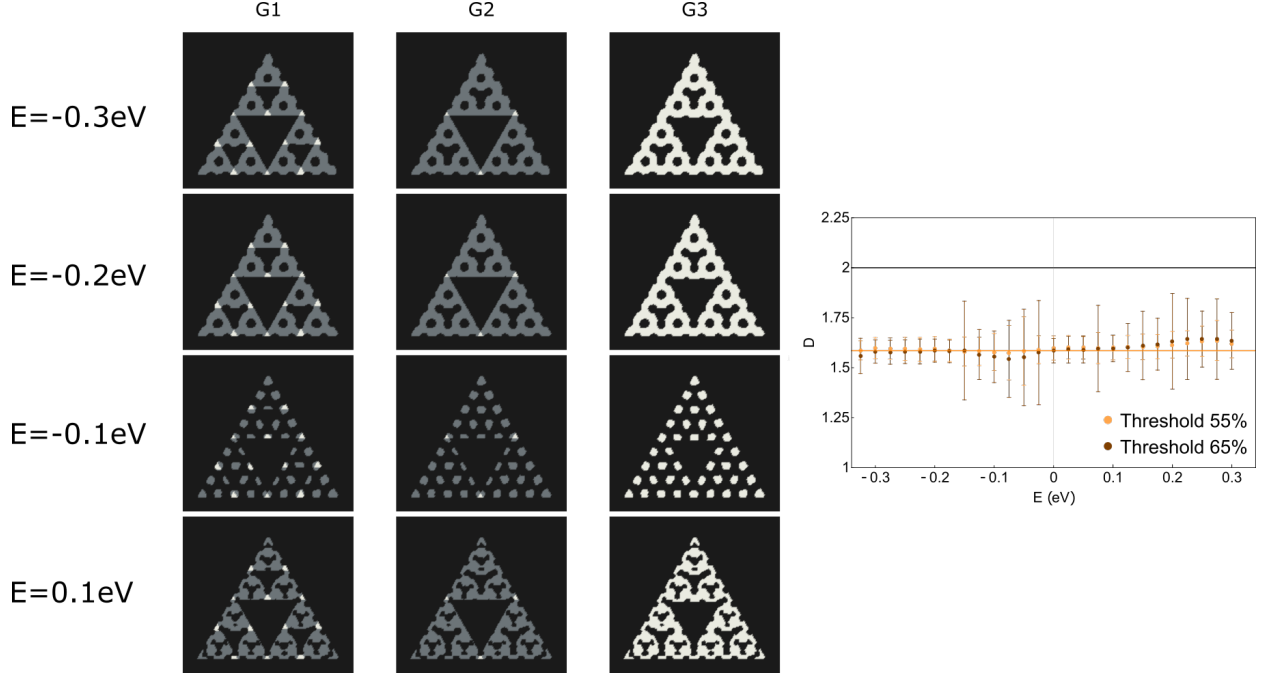 G1 G2 G3
E=-0.3eV
E=-0.2eV
E=-0.1eV
E=0.1eV
2.25
2
1.75
1.5
1.25
1
D
Threshold 55%
Threshold 65%
-0.3 -0.2 -0.1 0 0.1 0.2 0.3
E (eV)